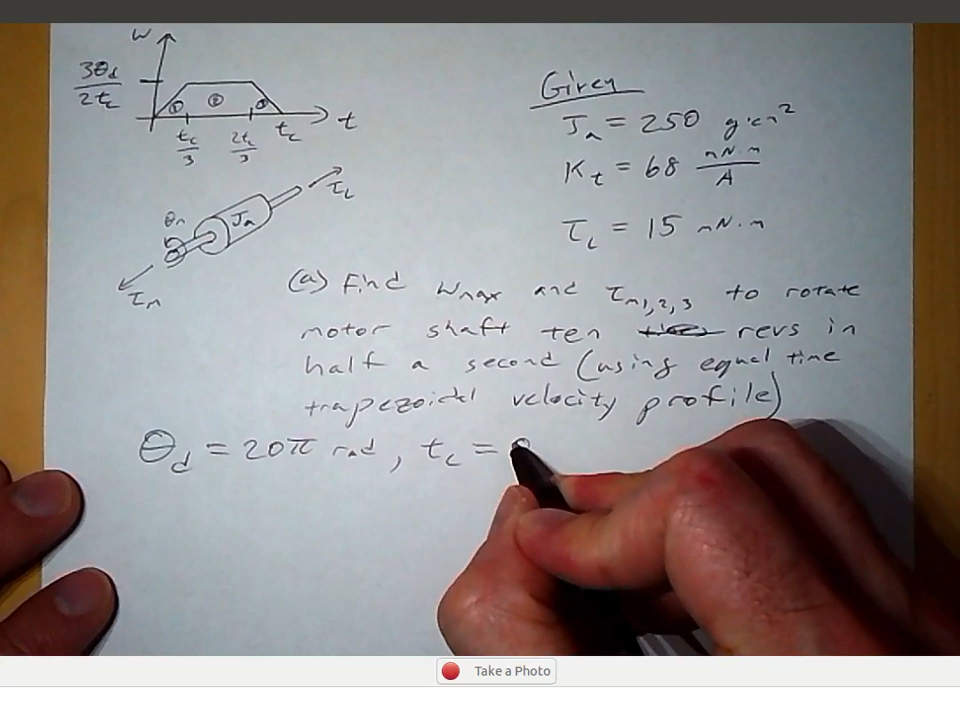 ω
3θd
2tc
① ② ③
tc
3
2tc
3
tc
t
θm
Jm
τL
τm
Given
Jm = 250 g·cm²
Kt = 68 mN·m
A
τL = 15 mN·m
(a) Find ωmax and τm1,2,3 to rotate
motor shaft ten revs in
half a second (using equal time
trapezoidal velocity profile)
θd = 20π rad, tc = 0
Take a Photo